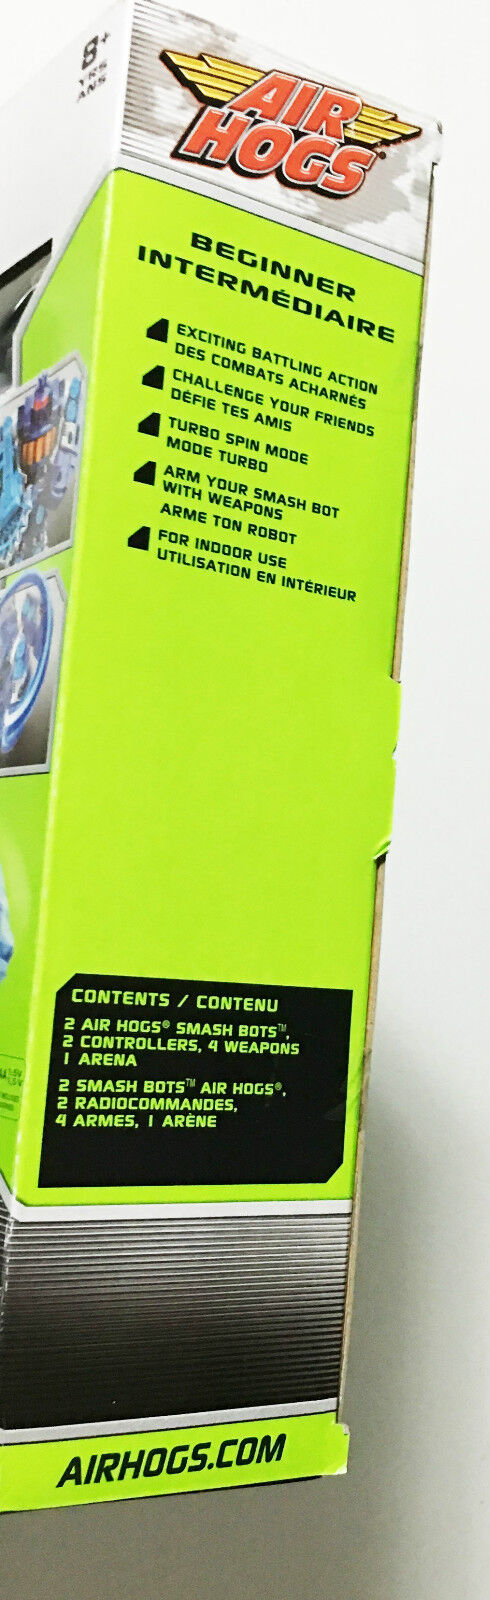 8+
YRS
ANS
AIR
HOGS®
BEGINNER
INTERMÉDIAIRE
EXCITING BATTLING ACTION
DES COMBATS ACHARNÉS
CHALLENGE YOUR FRIENDS
DÉFIE TES AMIS
TURBO SPIN MODE
MODE TURBO
ARM YOUR SMASH BOT
WITH WEAPONS
ARME TON ROBOT
FOR INDOOR USE
UTILISATION EN INTÉRIEUR
CONTENTS / CONTENU
2 AIR HOGS® SMASH BOTS™,
2 CONTROLLERS, 4 WEAPONS
1 ARENA
2 SMASH BOTS™ AIR HOGS®,
2 RADIOCOMMANDES,
4 ARMES, 1 ARÈNE
AIRHOGS.COM